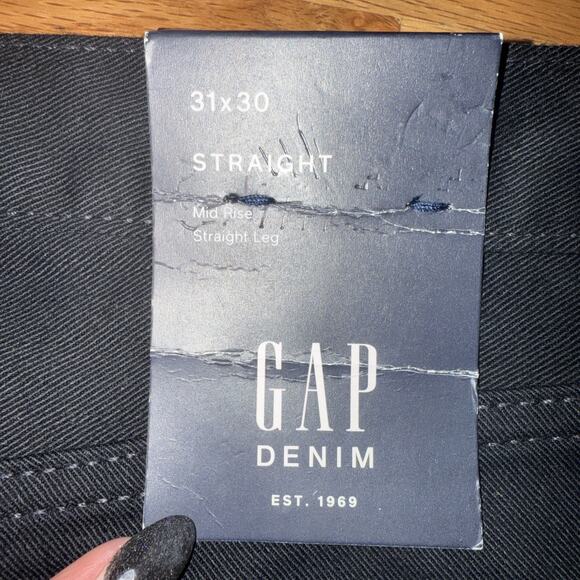 31x30
STRAIGHT
Mid Rise
Straight Leg
GAP
DENIM
EST. 1969